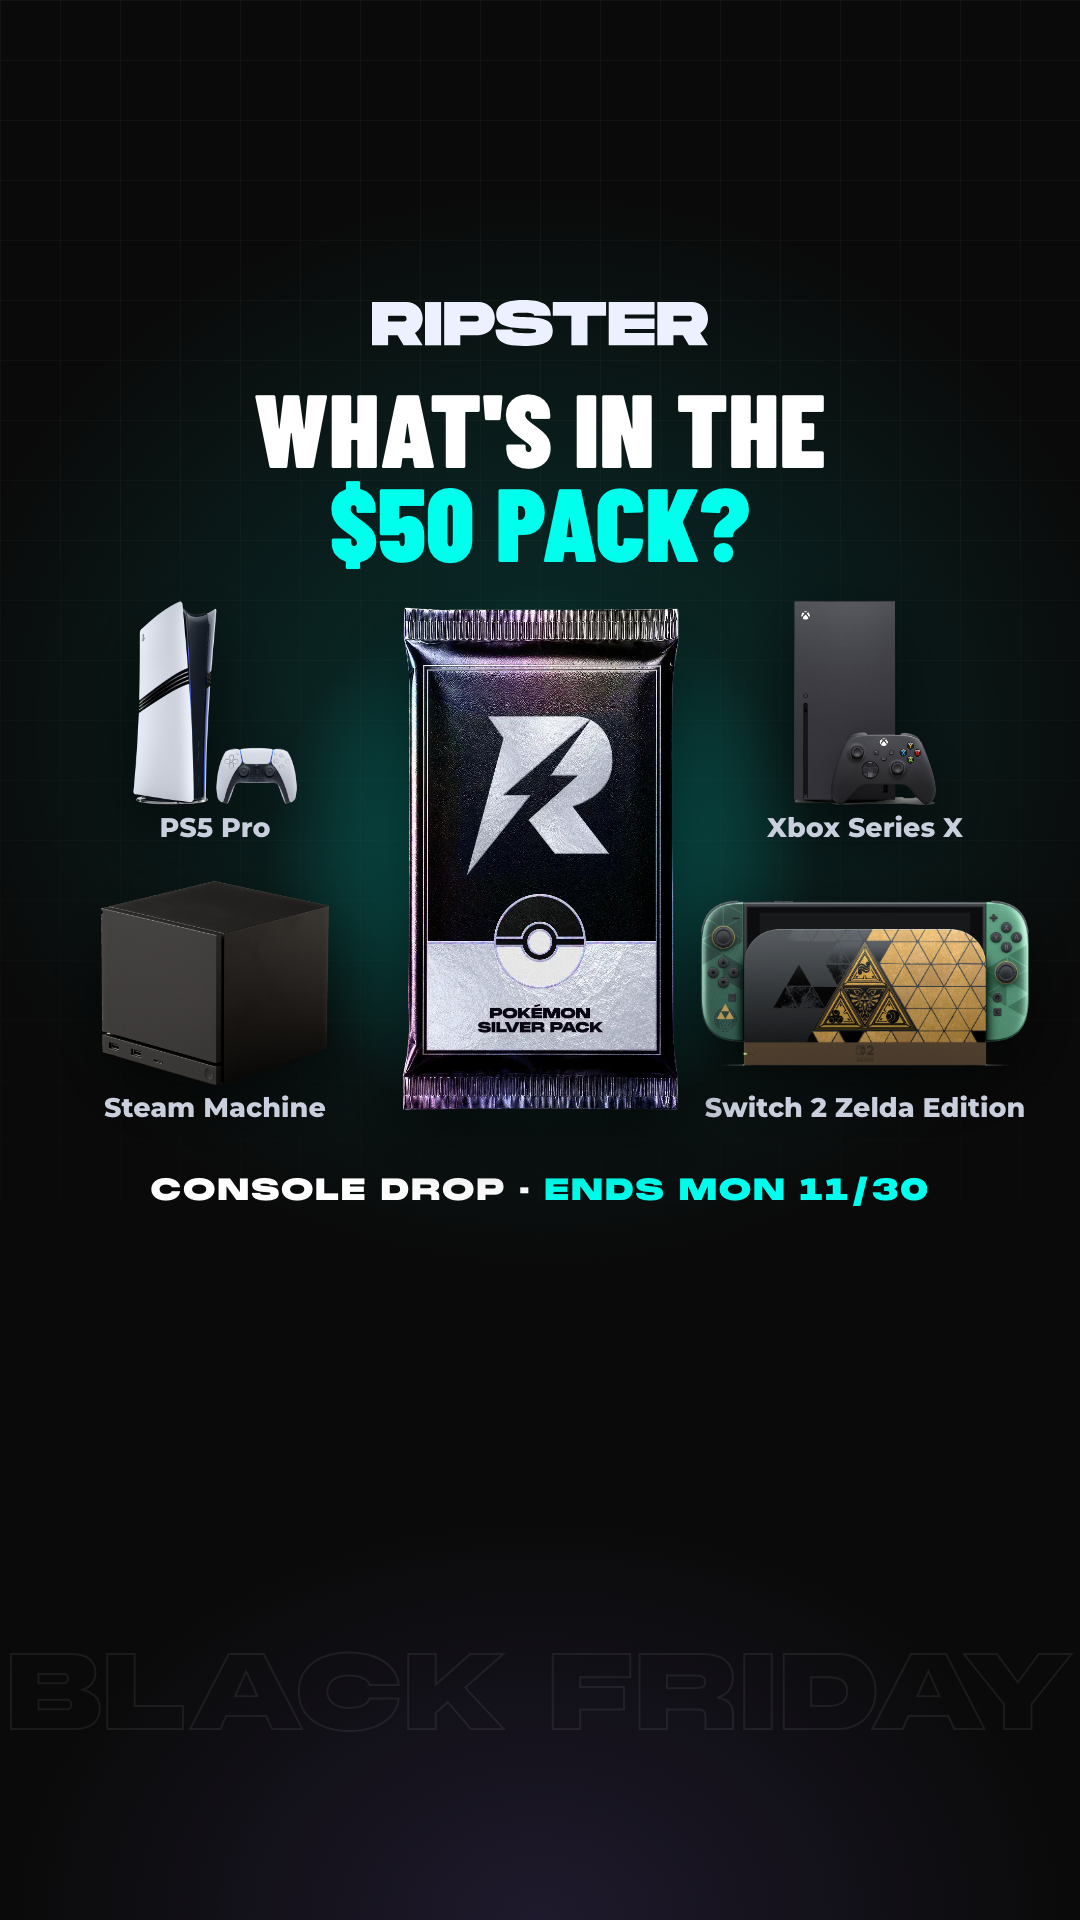 RIPSTER
WHAT'S IN THE
$50 PACK?
PS5 Pro
Xbox Series X
POKÉMON
SILVER PACK
Steam Machine
Switch 2 Zelda Edition
CONSOLE DROP · ENDS MON 11/30
BLACK FRIDAY